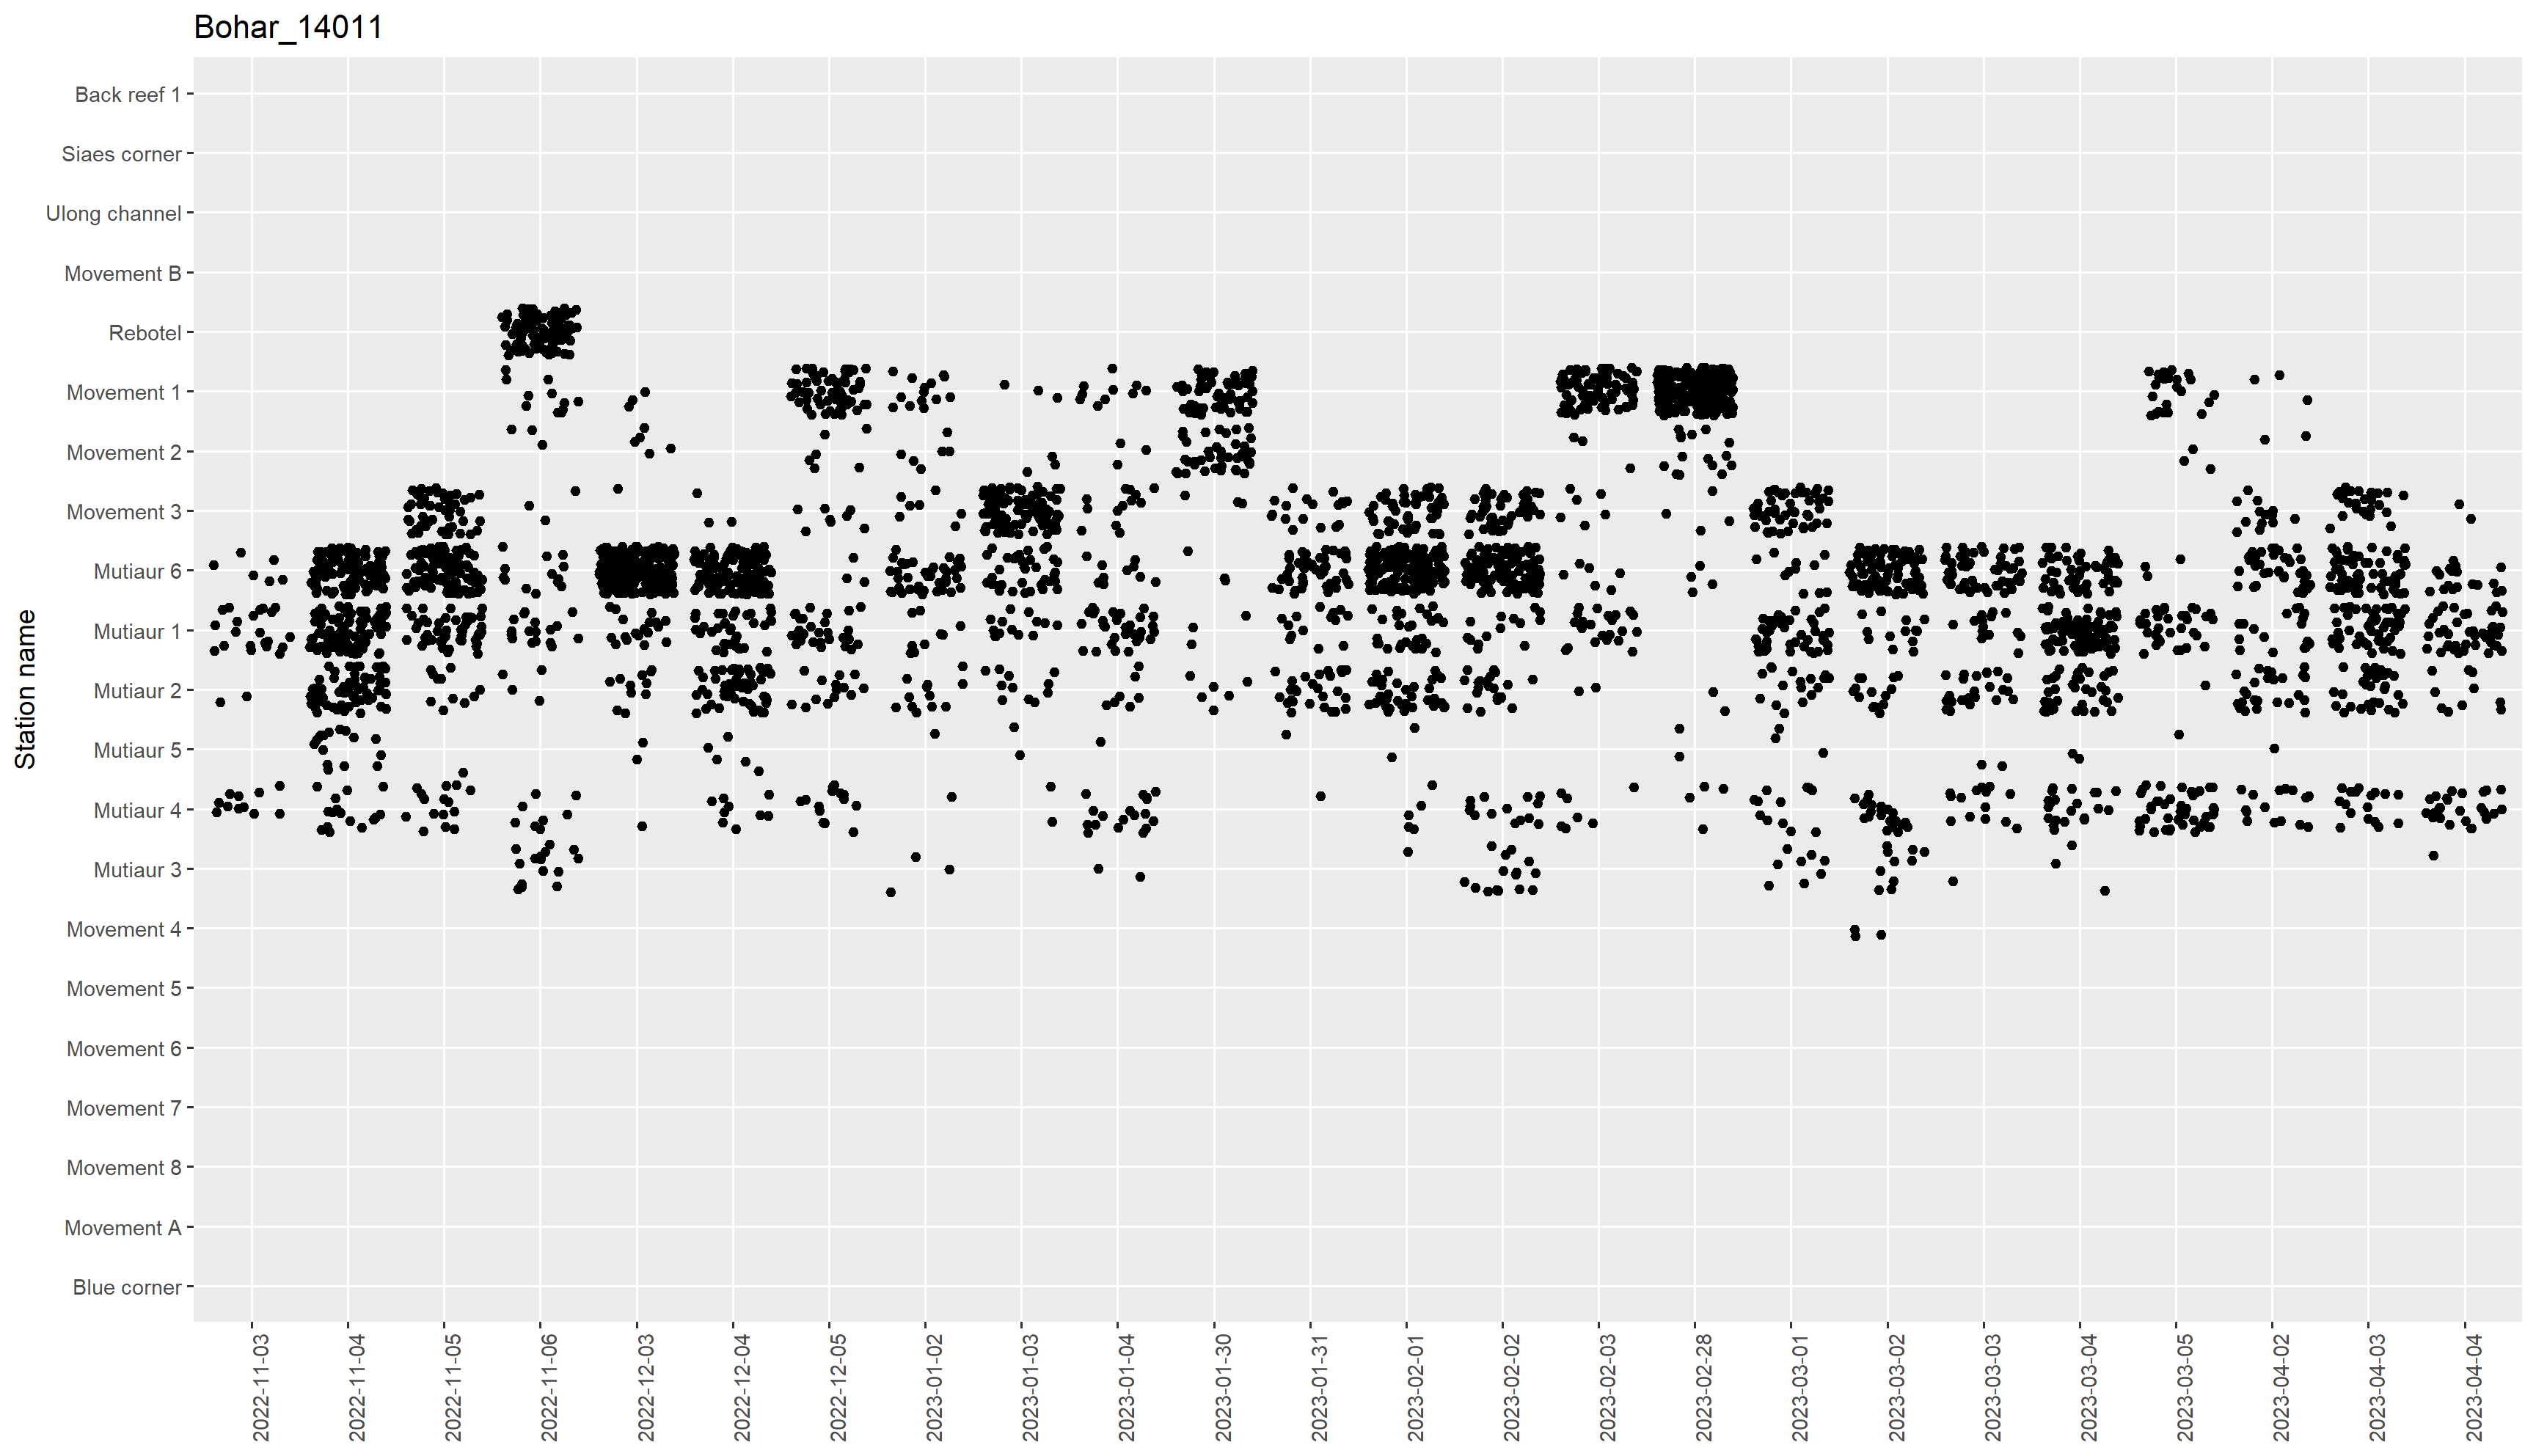 Bohar_14011
Station name
Back reef 1
Siaes corner
Ulong channel
Movement B
Rebotel
Movement 1
Movement 2
Movement 3
Mutiaur 6
Mutiaur 1
Mutiaur 2
Mutiaur 5
Mutiaur 4
Mutiaur 3
Movement 4
Movement 5
Movement 6
Movement 7
Movement 8
Movement A
Blue corner
2022-11-03
2022-11-04
2022-11-05
2022-11-06
2022-12-03
2022-12-04
2022-12-05
2023-01-02
2023-01-03
2023-01-04
2023-01-30
2023-01-31
2023-02-01
2023-02-02
2023-02-03
2023-02-28
2023-03-01
2023-03-02
2023-03-03
2023-03-04
2023-03-05
2023-04-02
2023-04-03
2023-04-04